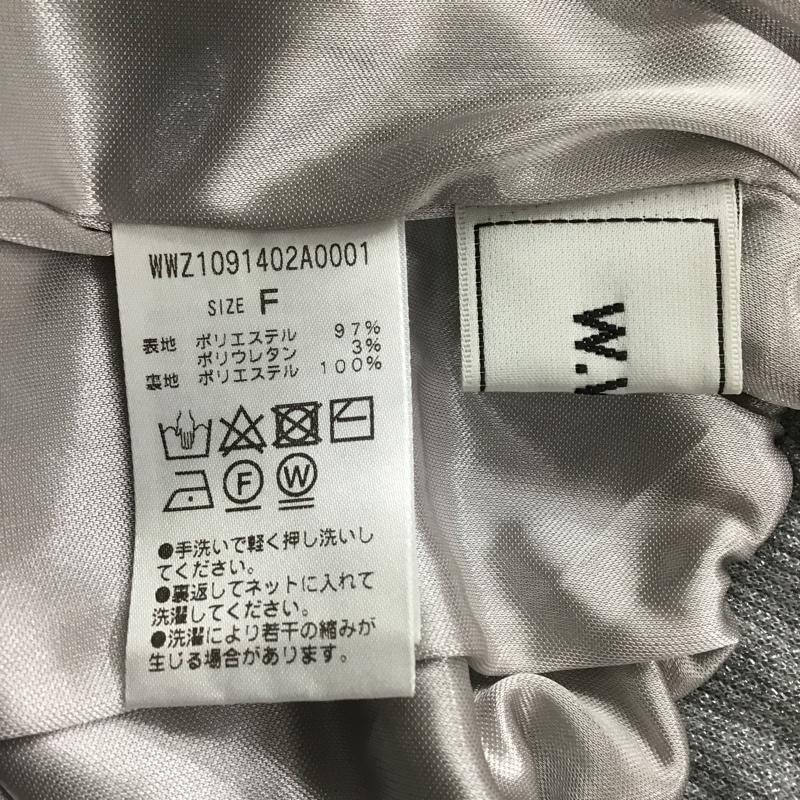 WWZ1091402A0001
SIZE F
表地 ポリエステル 97%
ポリウレタン 3%
裏地 ポリエステル 100%
F W
●手洗いで軽く押し洗いし
てください。
●裏返してネットに入れて
洗濯してください。
●洗濯により若干の縮みが
生じる場合があります。
W.